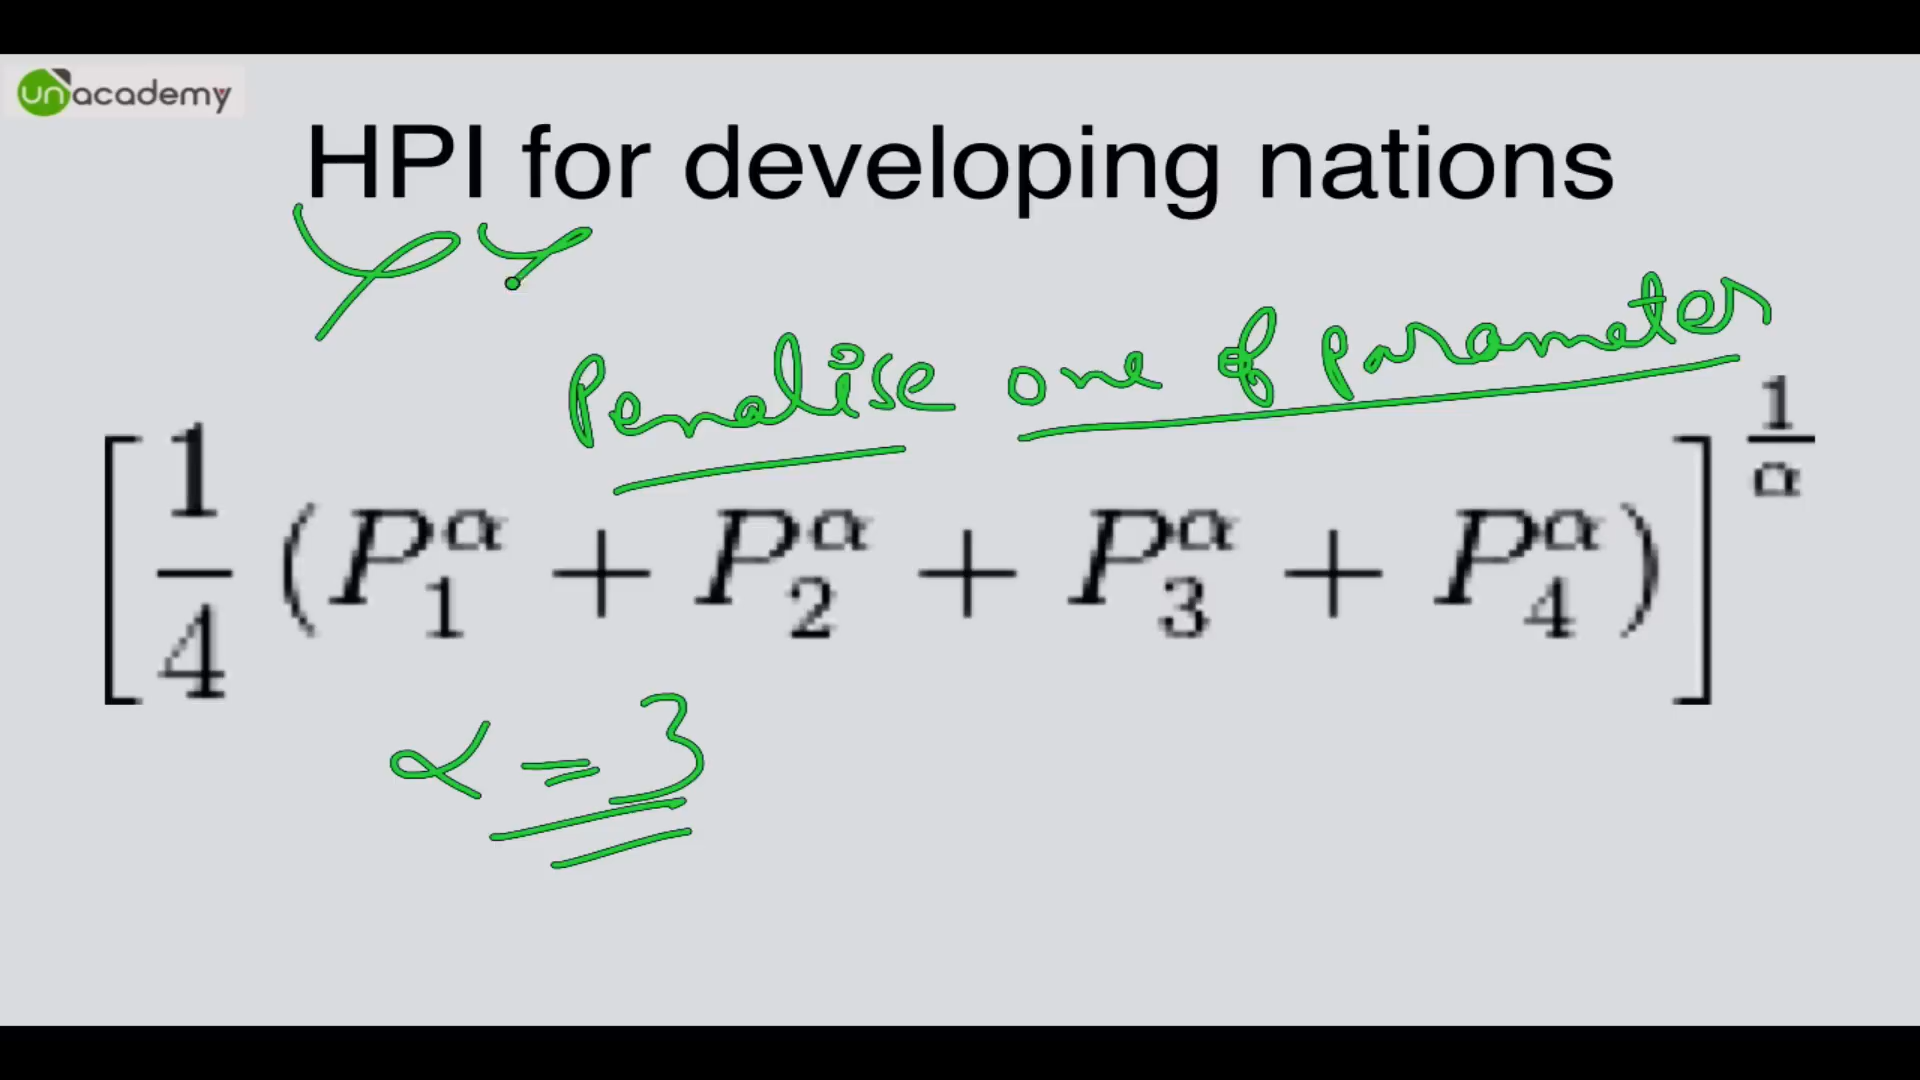 unacademy
HPI for developing nations
Penalise one of parameter
[1/4 (P₁^α + P₂^α + P₃^α + P₄^α)]^(1/α)
α = 3